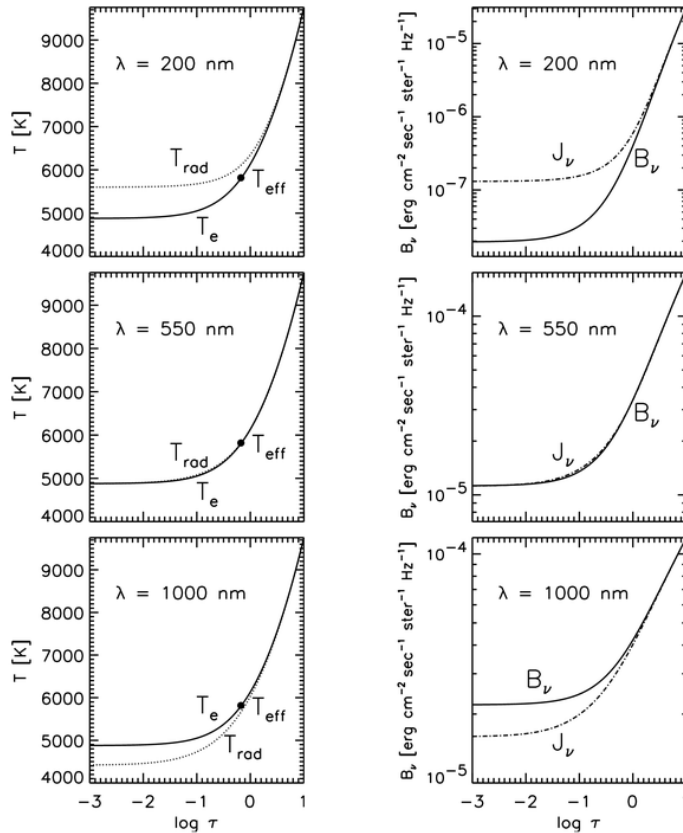 T [K]
9000
8000
7000
6000
5000
4000
λ = 200 nm
T_rad
T_eff
T_e
B_ν [erg cm⁻² sec⁻¹ ster⁻¹ Hz⁻¹]
10⁻⁵
10⁻⁶
10⁻⁷
λ = 200 nm
J_ν
B_ν
T [K]
9000
8000
7000
6000
5000
4000
λ = 550 nm
T_rad
T_eff
T_e
B_ν [erg cm⁻² sec⁻¹ ster⁻¹ Hz⁻¹]
10⁻⁴
10⁻⁵
λ = 550 nm
J_ν
B_ν
T [K]
9000
8000
7000
6000
5000
4000
λ = 1000 nm
T_e
T_eff
T_rad
−3 −2 −1 0 1
log τ
B_ν [erg cm⁻² sec⁻¹ ster⁻¹ Hz⁻¹]
10⁻⁴
10⁻⁵
λ = 1000 nm
B_ν
J_ν
−3 −2 −1 0 1
log τ